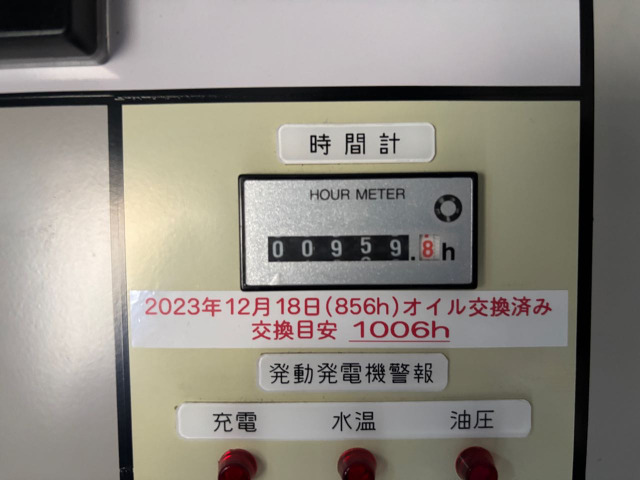 時間計
HOUR METER
00959.8h
2023年12月18日(856h)オイル交換済み
交換目安 1006h
発動発電機警報
充電 水温 油圧